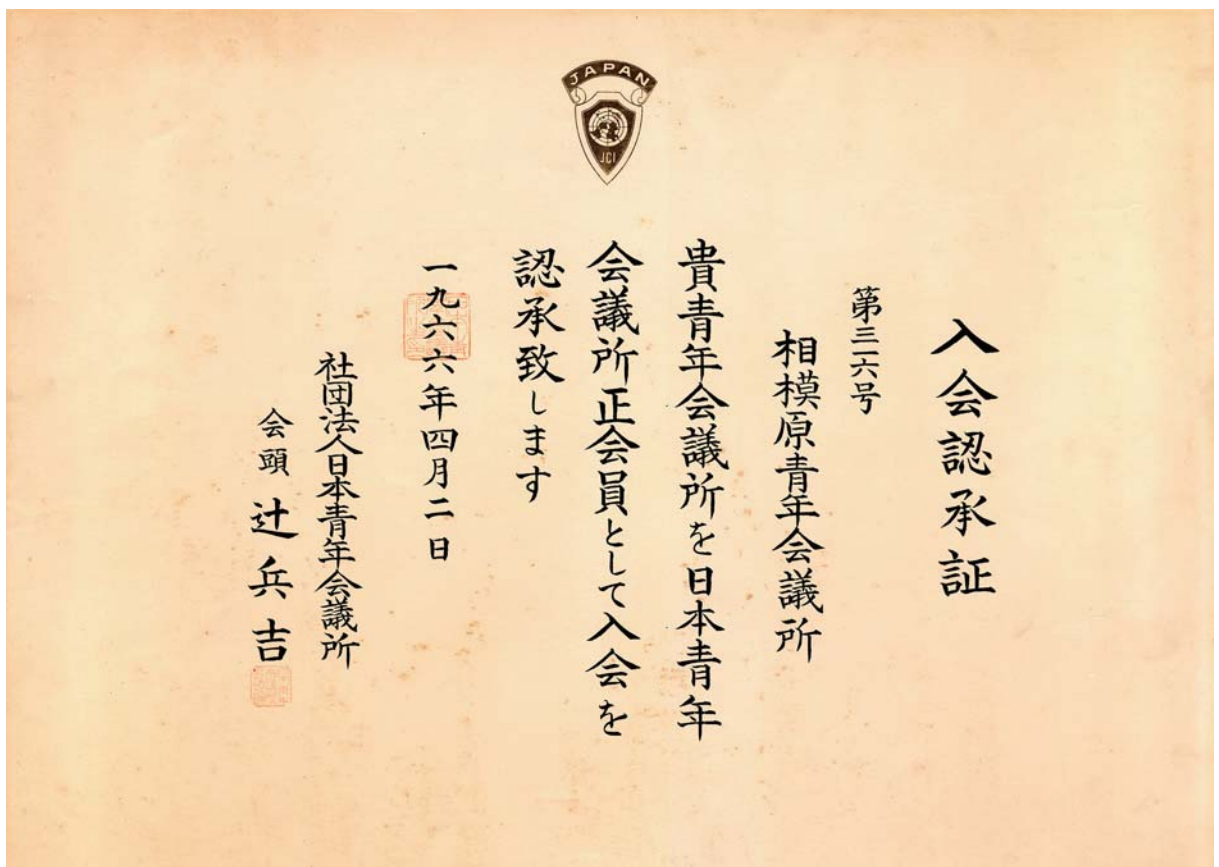 JAPAN
JCI
入会認承証
第三一六号
相模原青年会議所
貴青年会議所を日本青年
会議所正会員として入会を
認承致します
一九六六年四月二日
社団法人日本青年会議所
会頭 辻兵吉